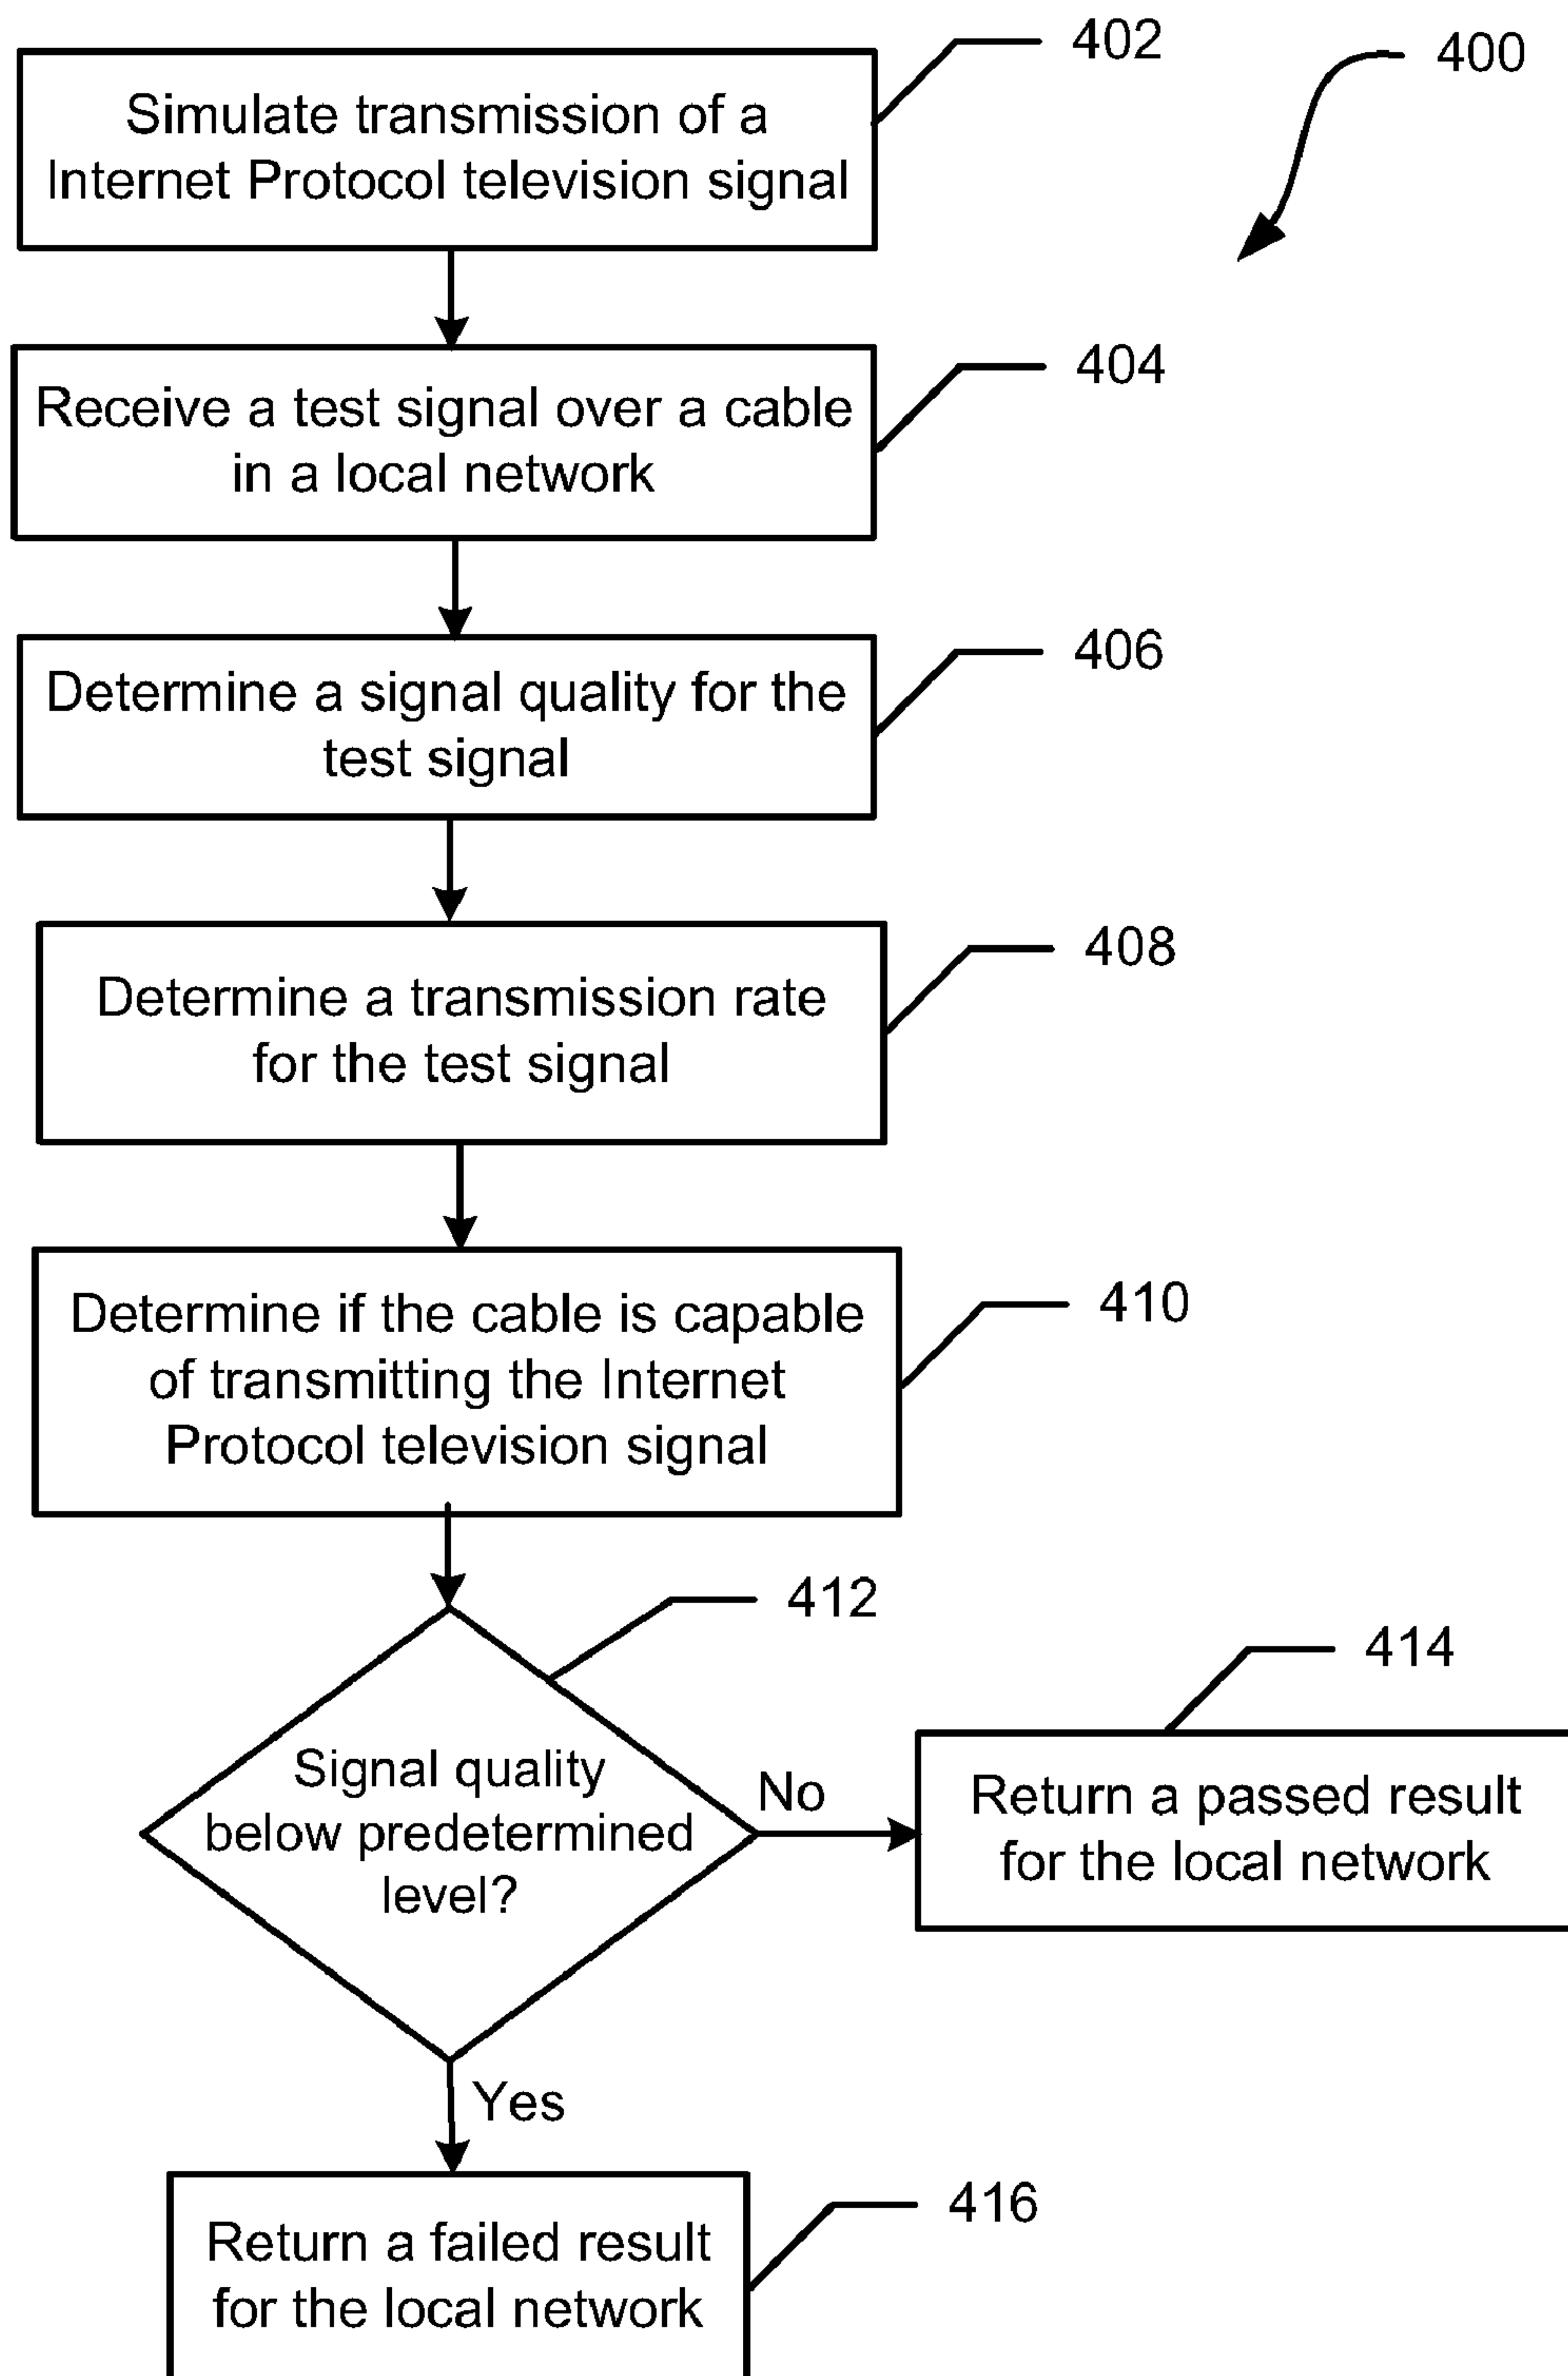 402
400
Simulate transmission of a
Internet Protocol television signal
404
Receive a test signal over a cable
in a local network
406
Determine a signal quality for the
test signal
408
Determine a transmission rate
for the test signal
410
Determine if the cable is capable
of transmitting the Internet
Protocol television signal
412
414
Signal quality
below predetermined
level?
No
Return a passed result
for the local network
Yes
416
Return a failed result
for the local network